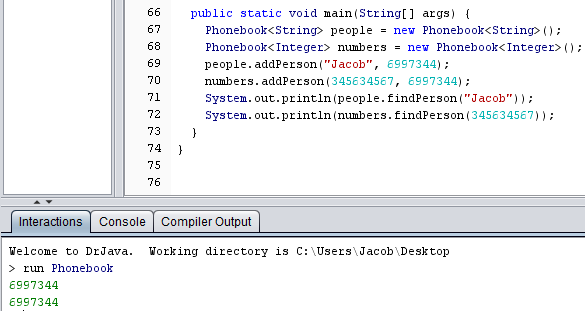 66 public static void main(String[] args) {
67 Phonebook<String> people = new Phonebook<String>();
68 Phonebook<Integer> numbers = new Phonebook<Integer>();
69 people.addPerson("Jacob", 6997344);
70 numbers.addPerson(345634567, 6997344);
71 System.out.println(people.findPerson("Jacob"));
72 System.out.println(numbers.findPerson(345634567));
73 }
74 }
75
76
Interactions Console Compiler Output
Welcome to DrJava. Working directory is C:\Users\Jacob\Desktop
> run Phonebook
6997344
6997344